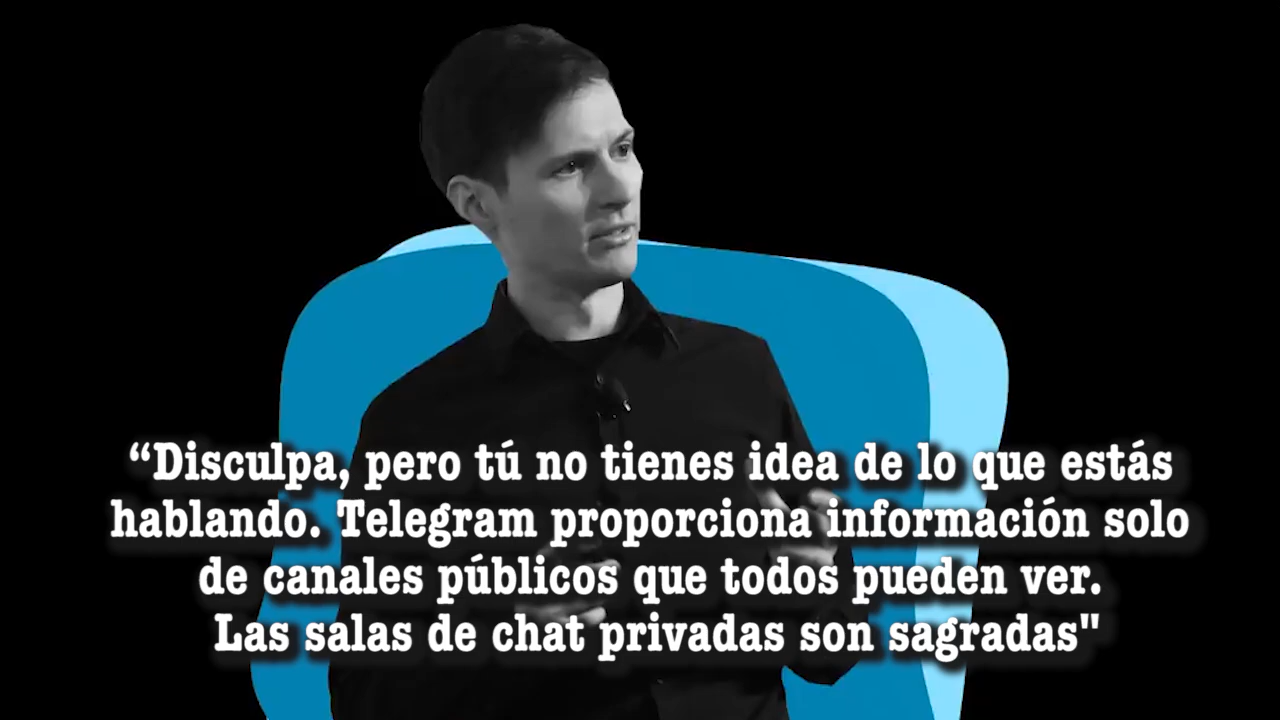 “Disculpa, pero tú no tienes idea de lo que estás
hablando. Telegram proporciona información solo
de canales públicos que todos pueden ver.
Las salas de chat privadas son sagradas"